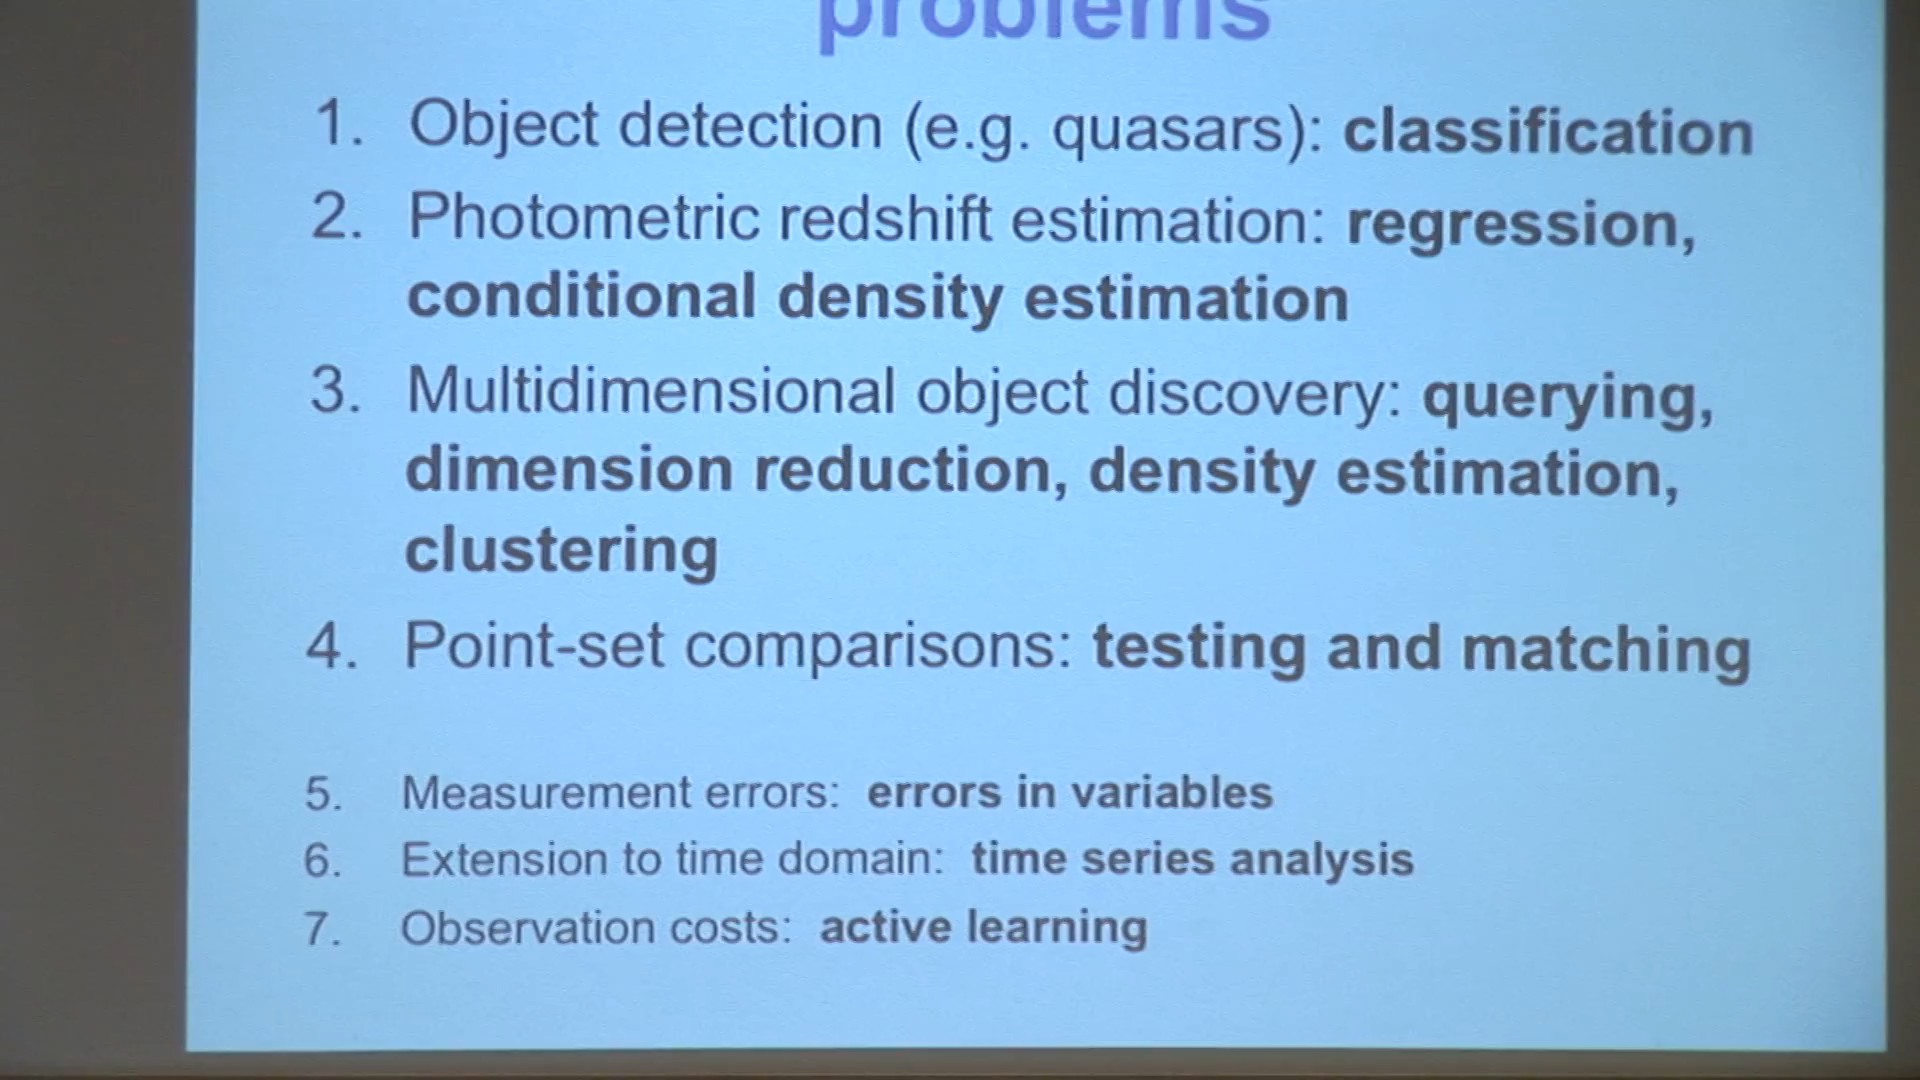 problems
1. Object detection (e.g. quasars): classification
2. Photometric redshift estimation: regression,
conditional density estimation
3. Multidimensional object discovery: querying,
dimension reduction, density estimation,
clustering
4. Point-set comparisons: testing and matching
5. Measurement errors: errors in variables
6. Extension to time domain: time series analysis
7. Observation costs: active learning